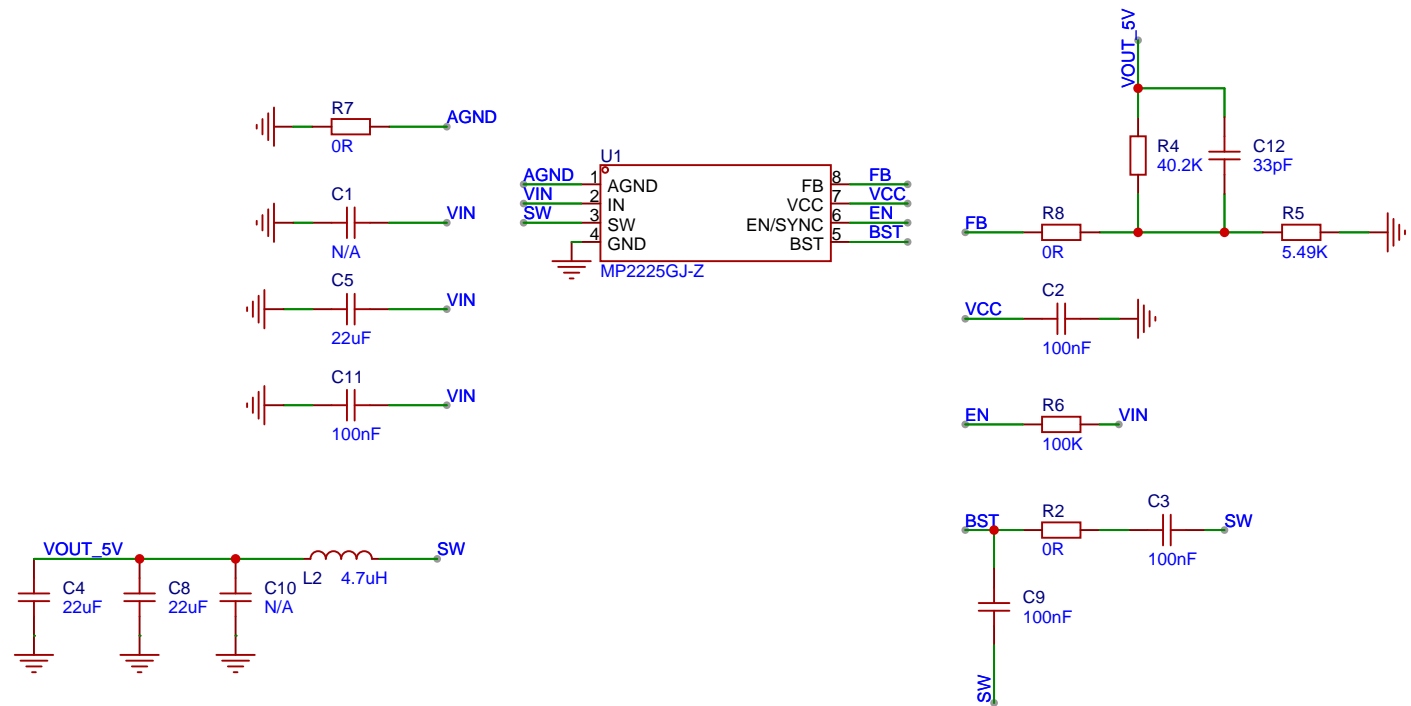 R7
AGND
0R
C1
VIN
N/A
C5
VIN
22uF
C11
VIN
100nF
U1
AGND 1 AGND FB 8 FB
VIN 2 IN VCC 7 VCC
SW 3 SW EN/SYNC 6 EN
4 GND BST 5 BST
MP2225GJ-Z
VOUT_5V
R4
40.2K
C12
33pF
FB
R8
0R
R5
5.49K
VCC
C2
100nF
EN
R6
VIN
100K
BST
R2
0R
C3
100nF
SW
C9
100nF
SW
VOUT_5V
SW
L2 4.7uH
C4
22uF
C8
22uF
C10
N/A